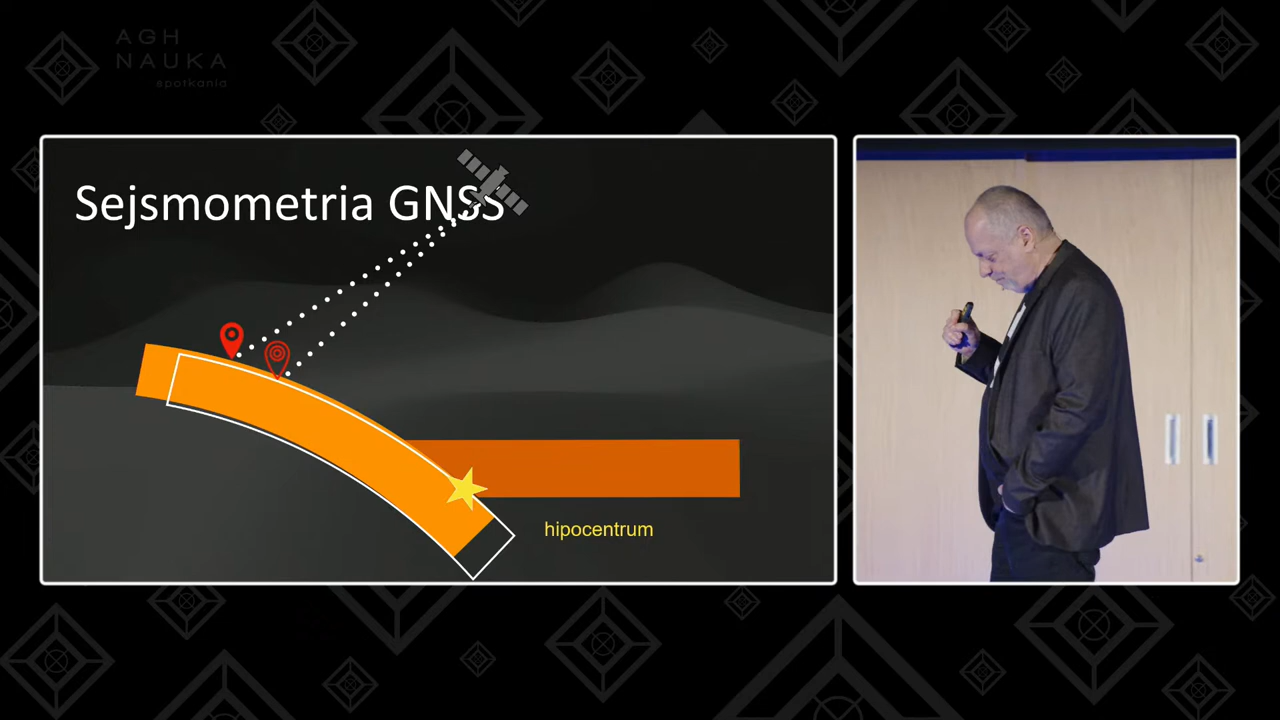 AGH
NAUKA
spotkania
Sejsmometria GNSS
hipocentrum